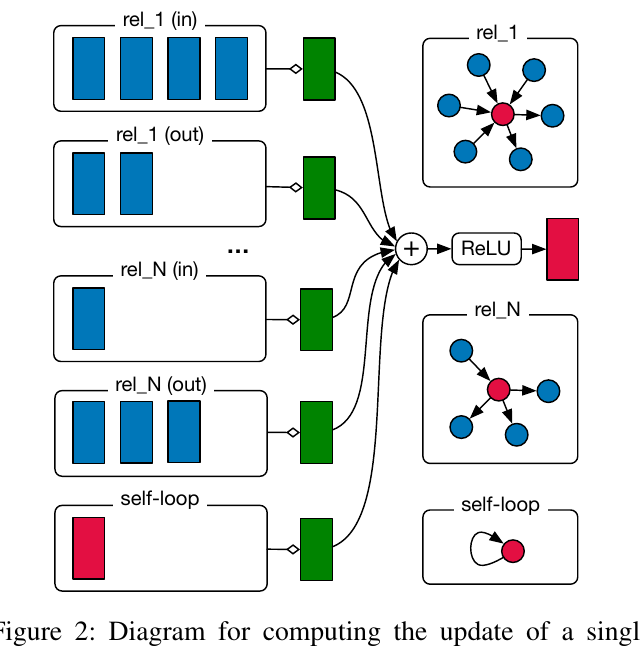 rel_1 (in)
rel_1 (out)
...
rel_N (in)
rel_N (out)
self-loop
+
ReLU
rel_1
rel_N
self-loop
Figure 2: Diagram for computing the update of a singl